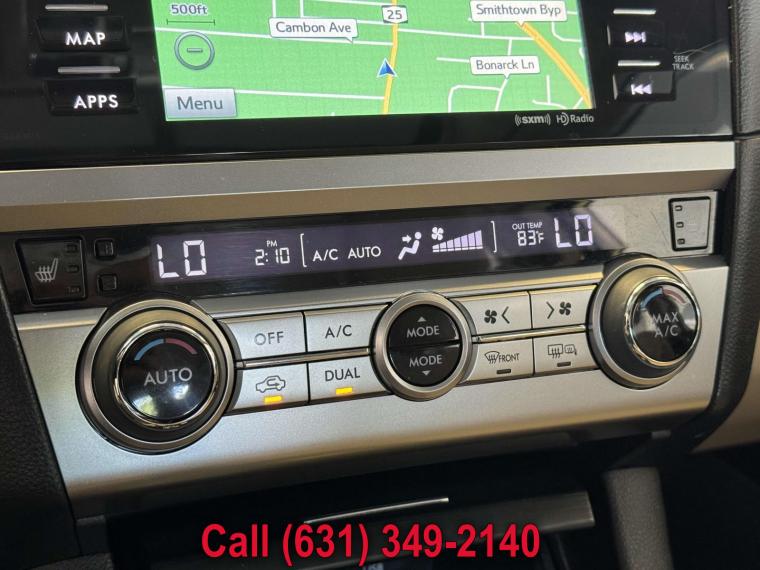 500ft
25
Smithtown Byp
Cambon Ave
MAP
Bonarck Ln
SEEK
TRACK
APPS
Menu
((sxm))
HD Radio
LO
PM
2:10
A/C AUTO
OUT TEMP
83°F
LO
OFF
A/C
MODE
MAX
A/C
AUTO
DUAL
MODE
FRONT
Call (631) 349-2140